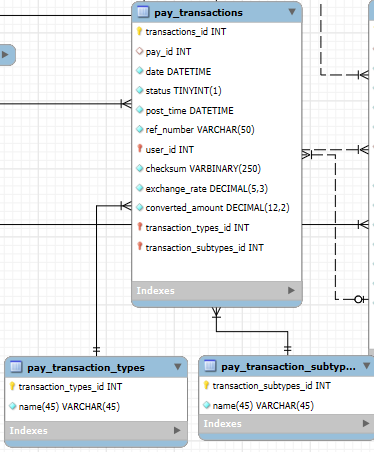 pay_transactions
transactions_id INT
pay_id INT
date DATETIME
status TINYINT(1)
post_time DATETIME
ref_number VARCHAR(50)
user_id INT
checksum VARBINARY(250)
exchange_rate DECIMAL(5,3)
converted_amount DECIMAL(12,2)
transaction_types_id INT
transaction_subtypes_id INT
Indexes
pay_transaction_types
transaction_types_id INT
name(45) VARCHAR(45)
Indexes
pay_transaction_subtyp...
transaction_subtypes_id INT
name(45) VARCHAR(45)
Indexes